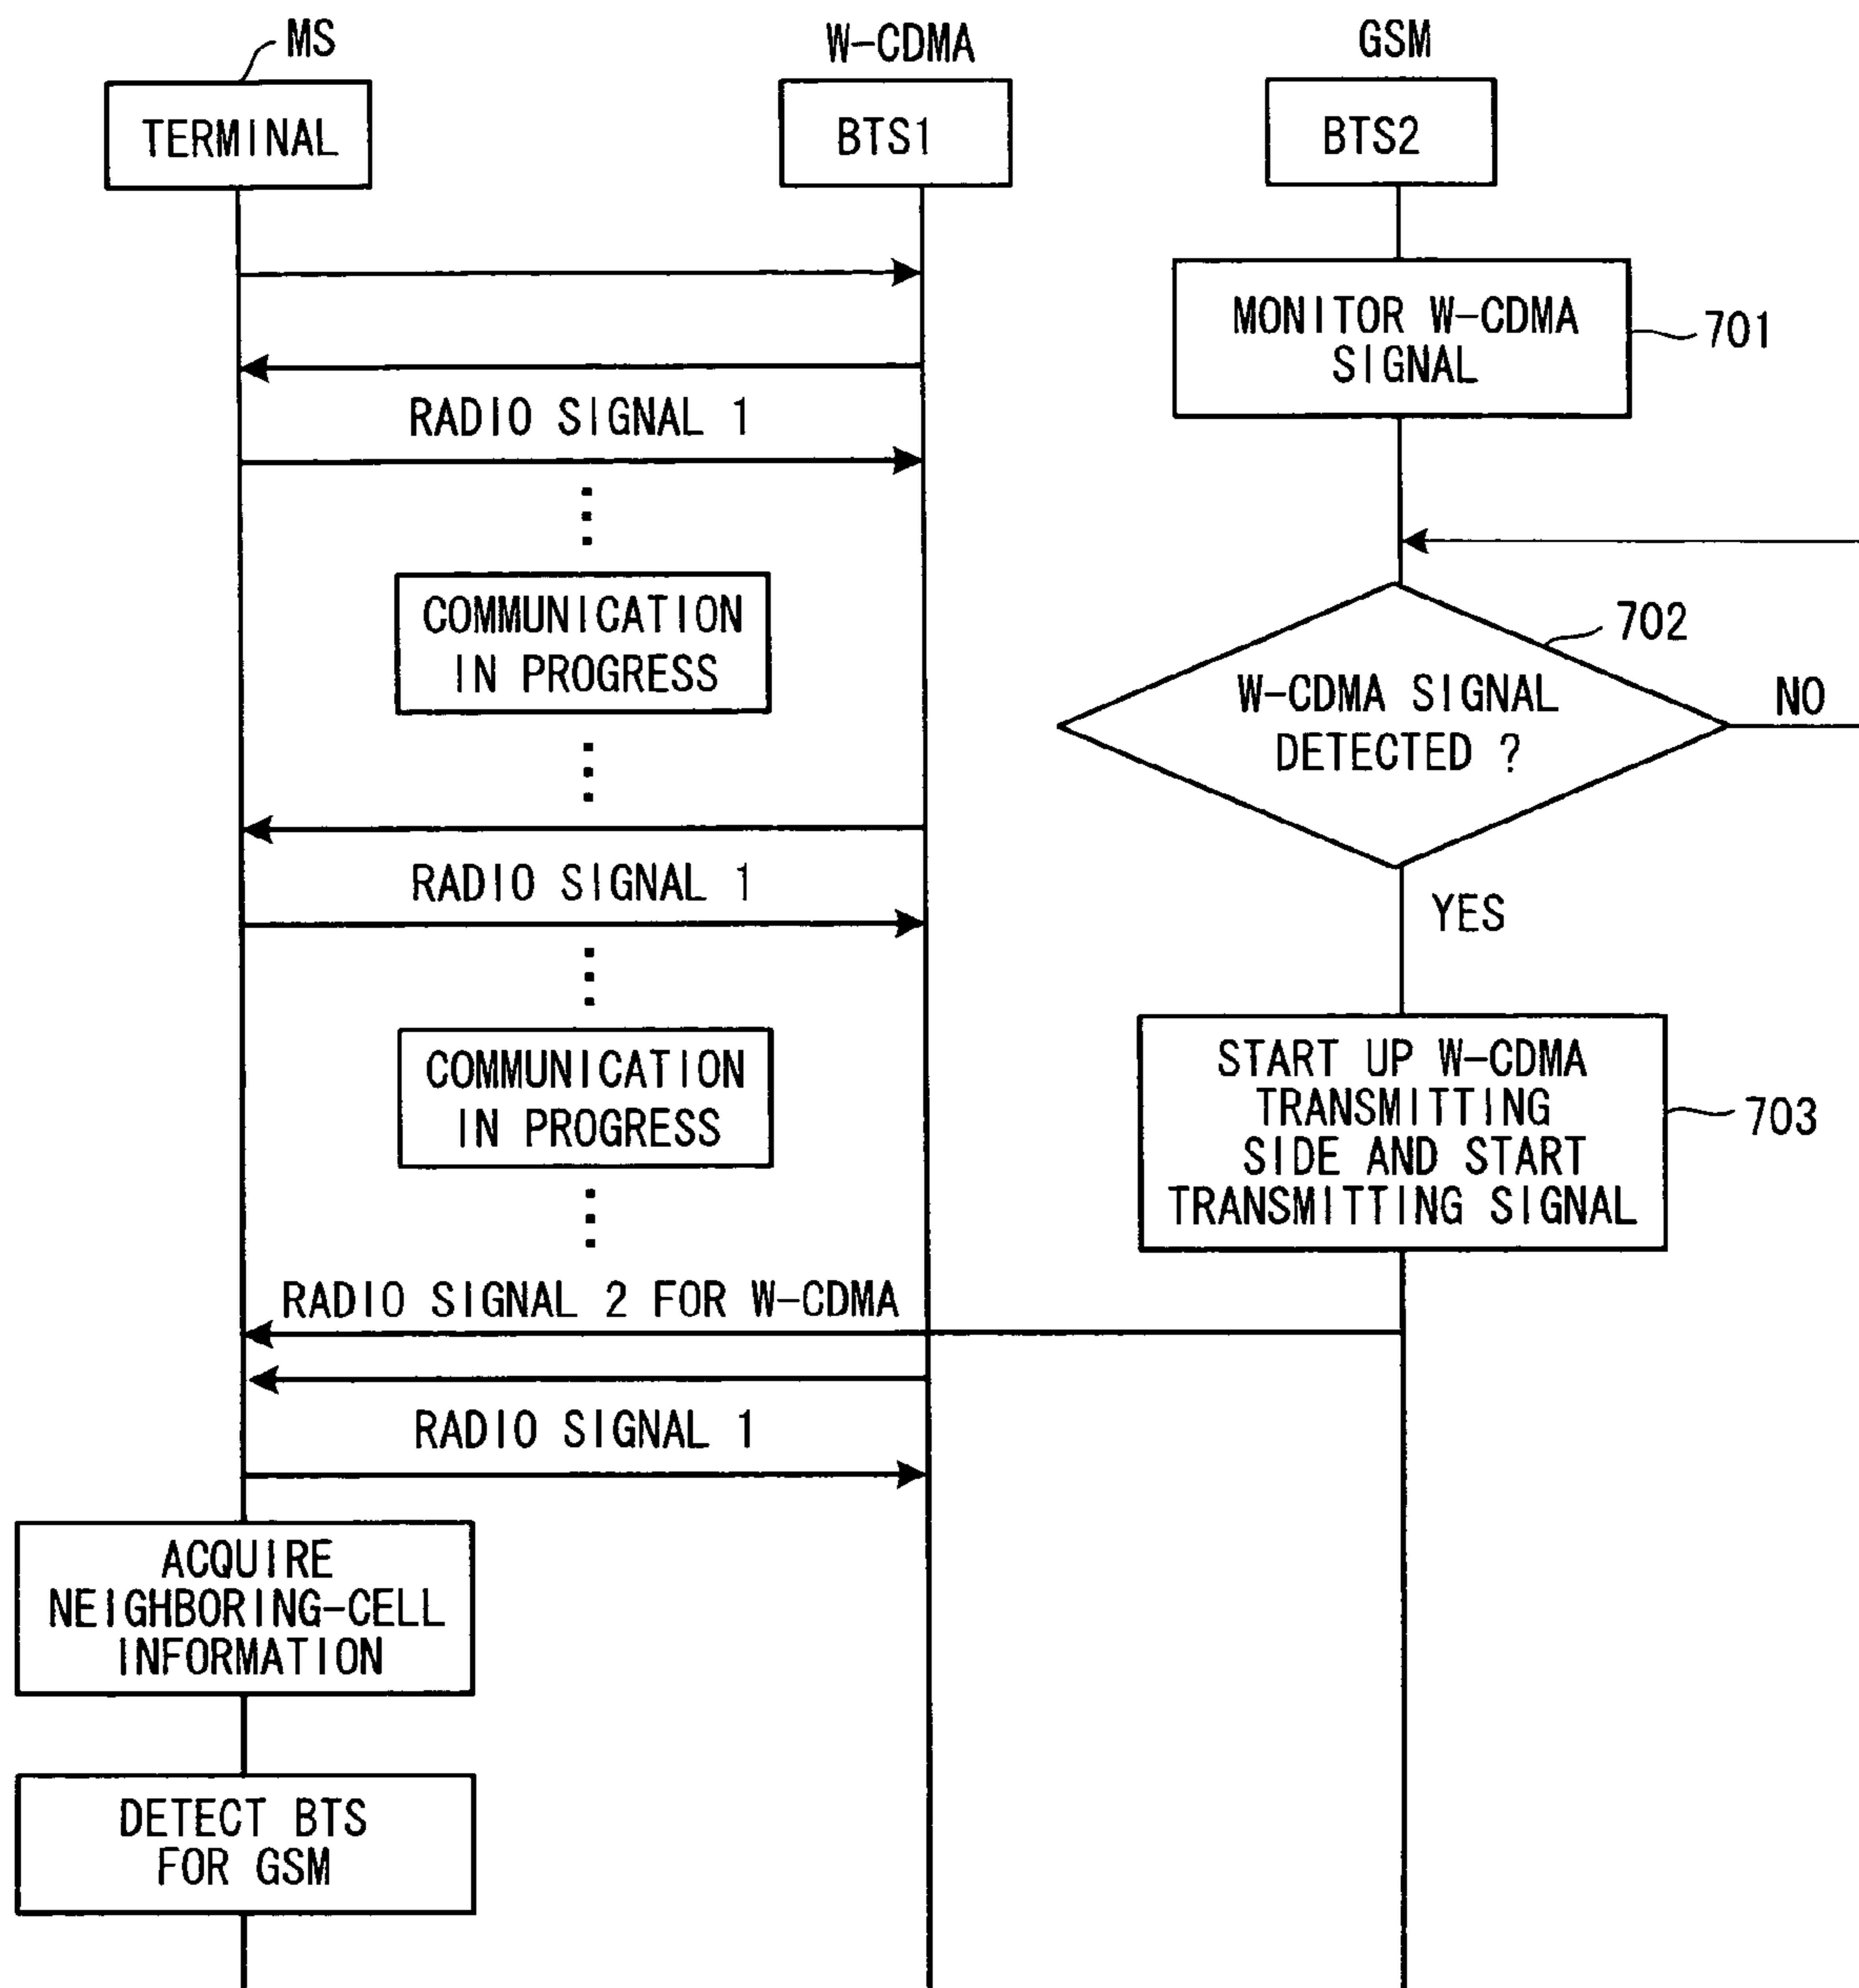 MS
W-CDMA
GSM
TERMINAL
BTS1
BTS2
MONITOR W-CDMA
SIGNAL
701
RADIO SIGNAL 1
COMMUNICATION
IN PROGRESS
702
W-CDMA SIGNAL
DETECTED ?
NO
RADIO SIGNAL 1
YES
COMMUNICATION
IN PROGRESS
START UP W-CDMA
TRANSMITTING
SIDE AND START
TRANSMITTING SIGNAL
703
RADIO SIGNAL 2 FOR W-CDMA
RADIO SIGNAL 1
ACQUIRE
NEIGHBORING-CELL
INFORMATION
DETECT BTS
FOR GSM